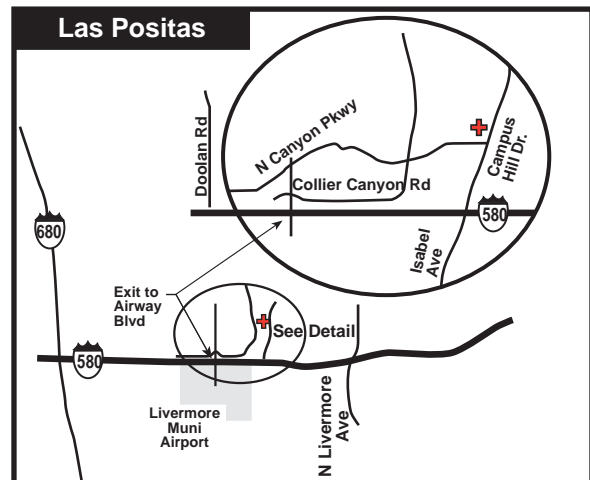 Las Positas
Doolan Rd
N Canyon Pkwy
Collier Canyon Rd
Campus
Hill Dr.
580
Isabel
Ave
680
Exit to
Airway
Blvd
See Detail
580
Livermore
Muni
Airport
N Livermore
Ave